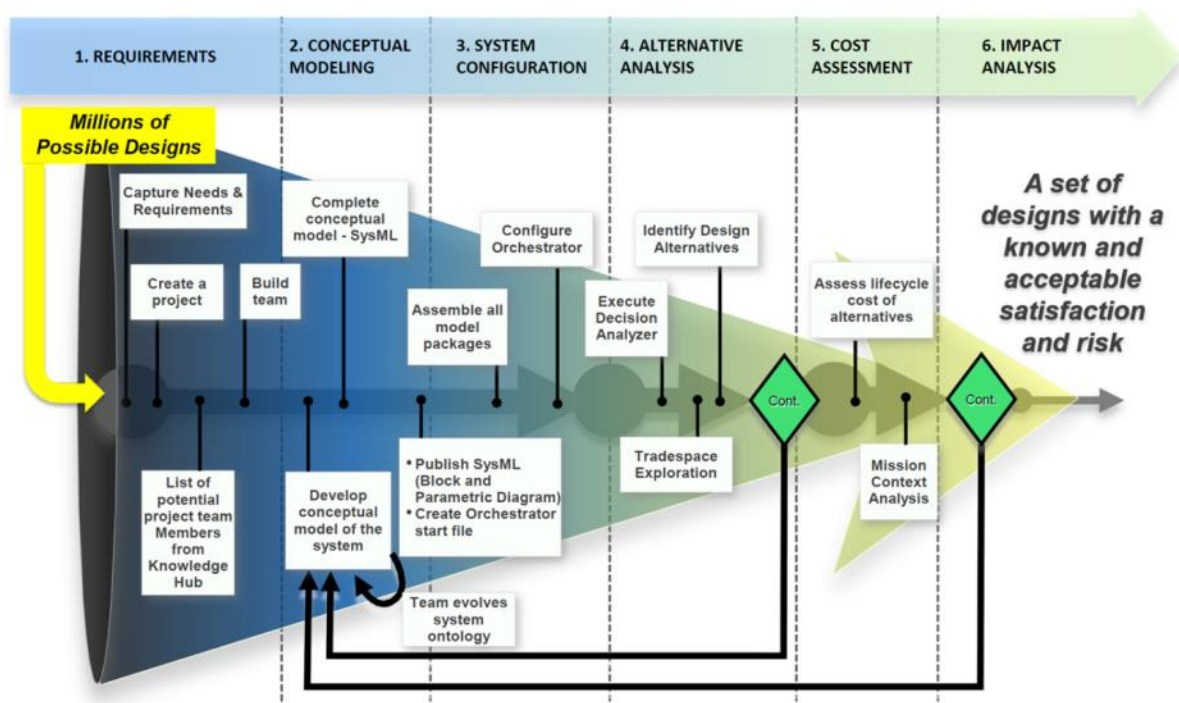 1. REQUIREMENTS
2. CONCEPTUAL
MODELING
3. SYSTEM
CONFIGURATION
4. ALTERNATIVE
ANALYSIS
5. COST
ASSESSMENT
6. IMPACT
ANALYSIS
Millions of
Possible Designs
Capture Needs &
Requirements
Create a
project
Build
team
List of
potential
project team
Members
from
Knowledge
Hub
Complete
conceptual
model - SysML
Develop
conceptual
model of the
system
Team evolves
system
ontology
• Publish SysML
(Block and
Parametric Diagram)
• Create Orchestrator
start file
Assemble all
model
packages
Configure
Orchestrator
Execute
Decision
Analyzer
Identify Design
Alternatives
Tradespace
Exploration
Cont.
Assess lifecycle
cost of
alternatives
Mission
Context
Analysis
Cont.
A set of
designs with a
known and
acceptable
satisfaction
and risk